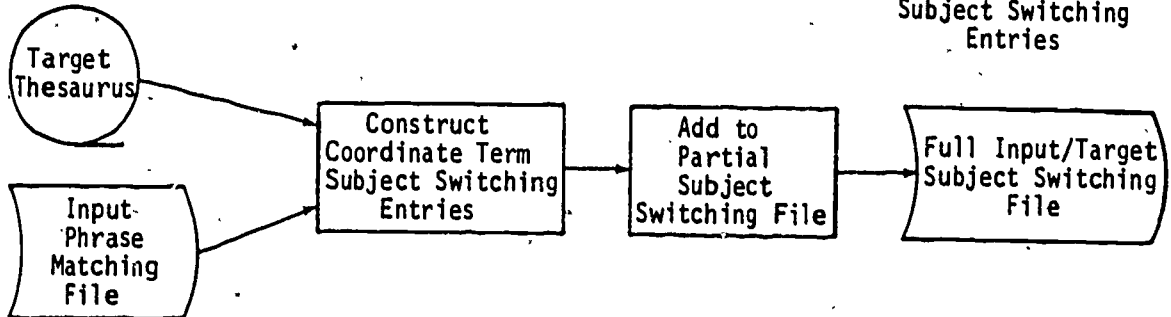 Subject Switching
Entries
Target
Thesaurus
Input-
Phrase
Matching
File
Construct
Coordinate Term
Subject Switching
Entries
Add to
Partial
Subject
Switching File
Full Input/Target
Subject Switching
File